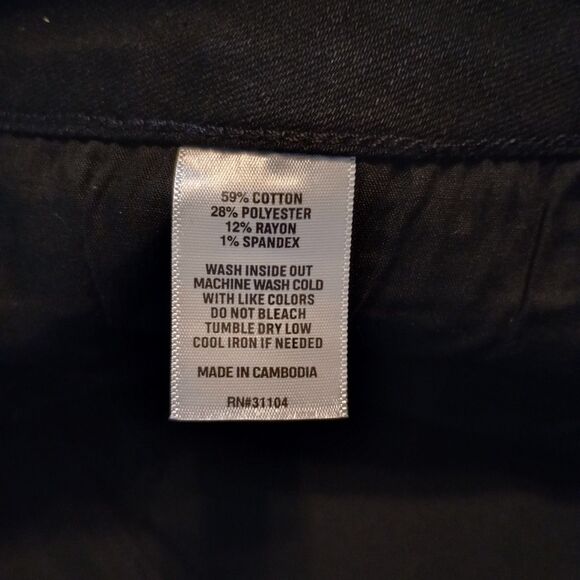 59% COTTON
28% POLYESTER
12% RAYON
1% SPANDEX
WASH INSIDE OUT
MACHINE WASH COLD
WITH LIKE COLORS
DO NOT BLEACH
TUMBLE DRY LOW
COOL IRON IF NEEDED
MADE IN CAMBODIA
RN#31104